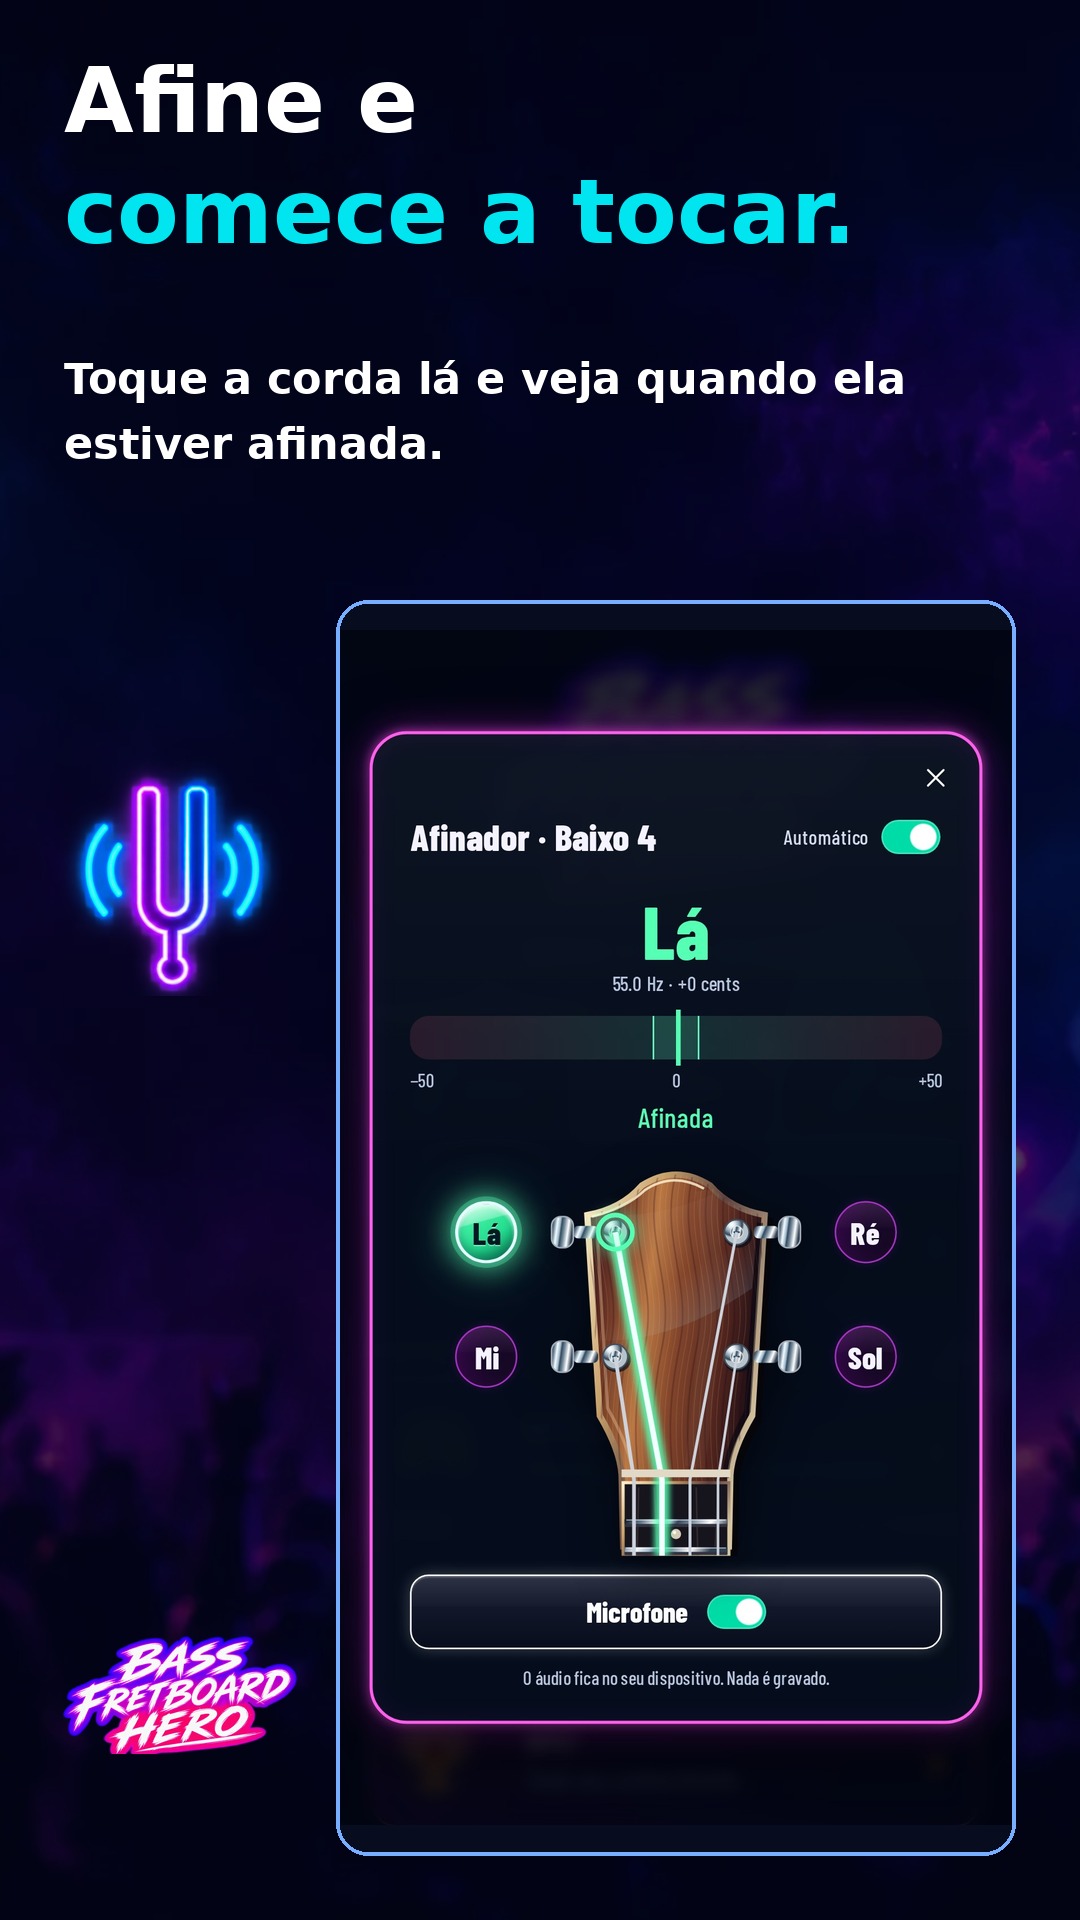 Afine e
comece a tocar.
Toque a corda lá e veja quando ela
estiver afinada.
BASS
Afinador · Baixo 4
Automático
Lá
55.0 Hz · +0 cents
−50 0 +50
Afinada
Lá Ré
Mi Sol
Microfone
O áudio fica no seu dispositivo. Nada é gravado.
BASS
FRETBOARD
HERO